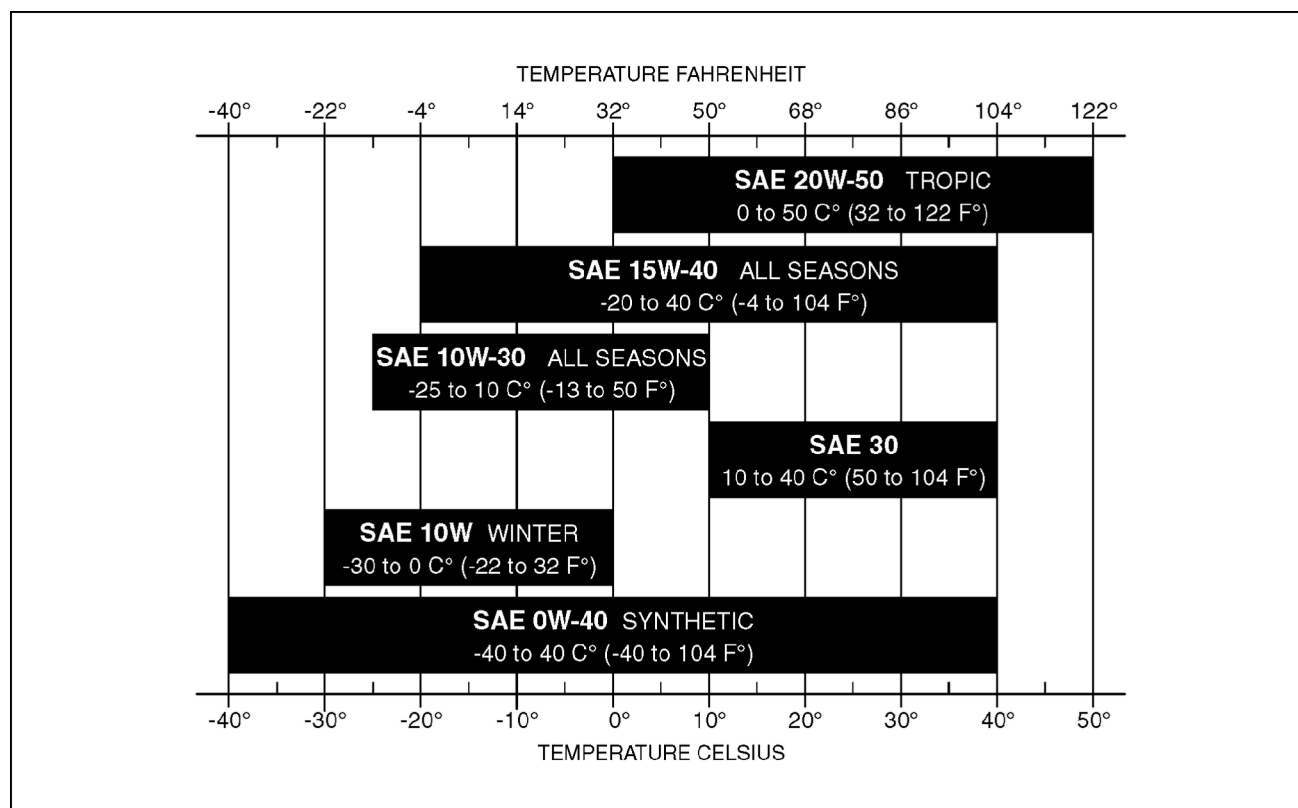 TEMPERATURE FAHRENHEIT
-40° -22° -4° 14° 32° 50° 68° 86° 104° 122°
SAE 20W-50 TROPIC
0 to 50 C° (32 to 122 F°)
SAE 15W-40 ALL SEASONS
-20 to 40 C° (-4 to 104 F°)
SAE 10W-30 ALL SEASONS
-25 to 10 C° (-13 to 50 F°)
SAE 30
10 to 40 C° (50 to 104 F°)
SAE 10W WINTER
-30 to 0 C° (-22 to 32 F°)
SAE 0W-40 SYNTHETIC
-40 to 40 C° (-40 to 104 F°)
-40° -30° -20° -10° 0° 10° 20° 30° 40° 50°
TEMPERATURE CELSIUS